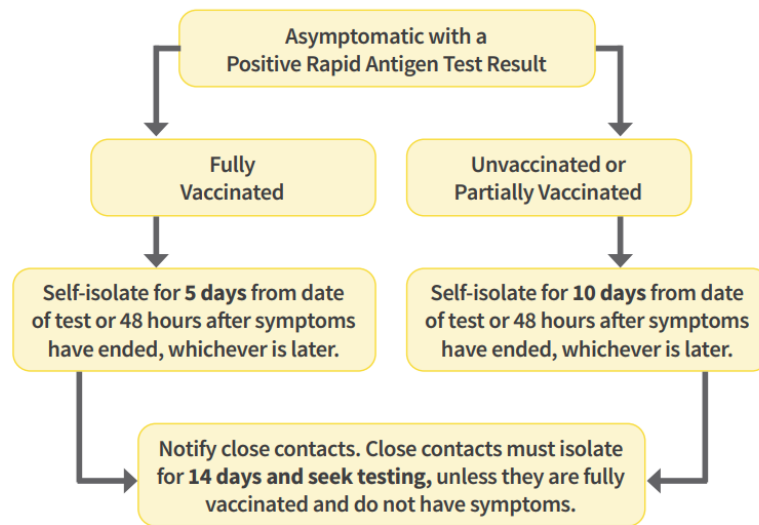 Asymptomatic with a
Positive Rapid Antigen Test Result
Fully
Vaccinated
Unvaccinated or
Partially Vaccinated
Self-isolate for 5 days from date
of test or 48 hours after symptoms
have ended, whichever is later.
Self-isolate for 10 days from date
of test or 48 hours after symptoms
have ended, whichever is later.
Notify close contacts. Close contacts must isolate
for 14 days and seek testing, unless they are fully
vaccinated and do not have symptoms.